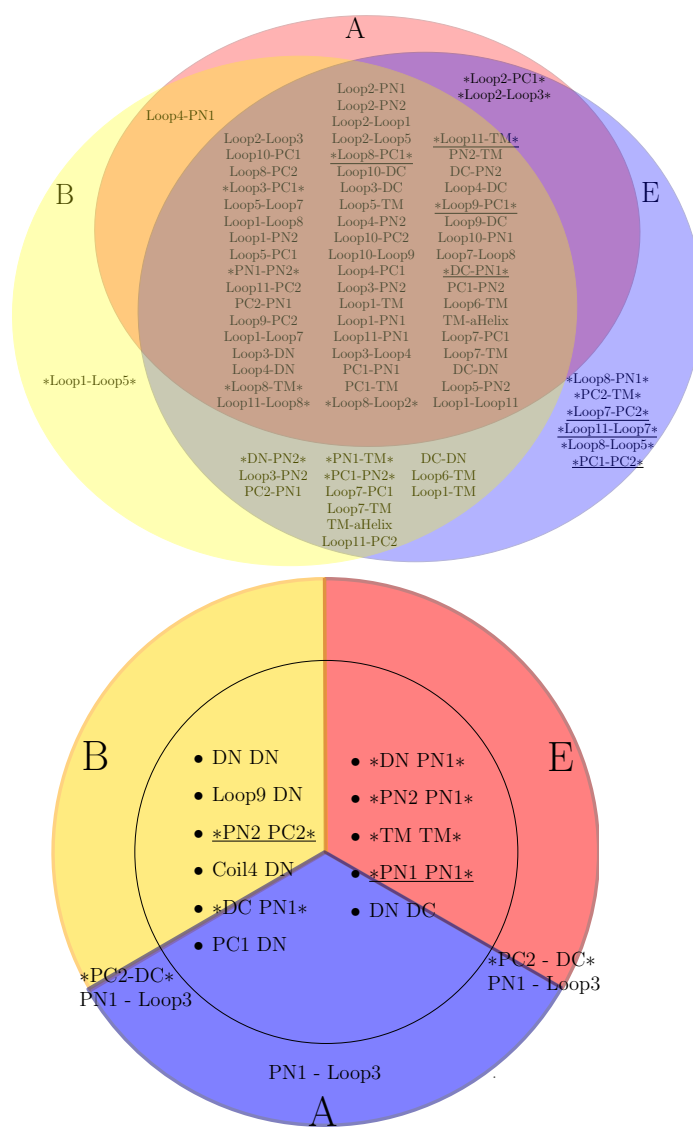 A
*Loop2-PC1*
*Loop2-Loop3*
Loop4-PN1
B
E
Loop2-PN1
Loop2-PN2
Loop2-Loop1
Loop2-Loop3 Loop2-Loop5 *Loop11-TM*
Loop10-PC1 *Loop8-PC1* PN2-TM
Loop8-PC2 Loop10-DC DC-PN2
*Loop3-PC1* Loop3-DC Loop4-DC
Loop5-Loop7 Loop5-TM *Loop9-PC1*
Loop1-Loop8 Loop4-PN2 Loop9-DC
Loop1-PN2 Loop10-PC2 Loop10-PN1
Loop5-PC1 Loop10-Loop9 Loop7-Loop8
*PN1-PN2* Loop4-PC1 *DC-PN1*
Loop11-PC2 Loop3-PN2 PC1-PN2
PC2-PN1 Loop1-TM Loop6-TM
Loop9-PC2 Loop1-PN1 TM-aHelix
Loop1-Loop7 Loop11-PN1 Loop7-PC1
Loop3-DN Loop3-Loop4 Loop7-TM
Loop4-DN PC1-PN1 DC-DN
*Loop8-TM* PC1-TM Loop5-PN2
Loop11-Loop8* *Loop8-Loop2* Loop1-Loop11
*Loop1-Loop5*
*Loop8-PN1*
*PC2-TM*
*Loop7-PC2*
*Loop11-Loop7*
*Loop8-Loop5*
*PC1-PC2*
*DN-PN2* *PN1-TM* DC-DN
Loop3-PN2 *PC1-PN2* Loop6-TM
PC2-PN1 Loop7-PC1 Loop1-TM
Loop7-TM
TM-aHelix
Loop11-PC2
B
E
• DN DN
• Loop9 DN
• *PN2 PC2*
• Coil4 DN
• *DC PN1*
• PC1 DN
• *DN PN1*
• *PN2 PN1*
• *TM TM*
• *PN1 PN1*
• DN DC
*PC2-DC*
PN1 - Loop3
*PC2 - DC*
PN1 - Loop3
PN1 - Loop3
.
A